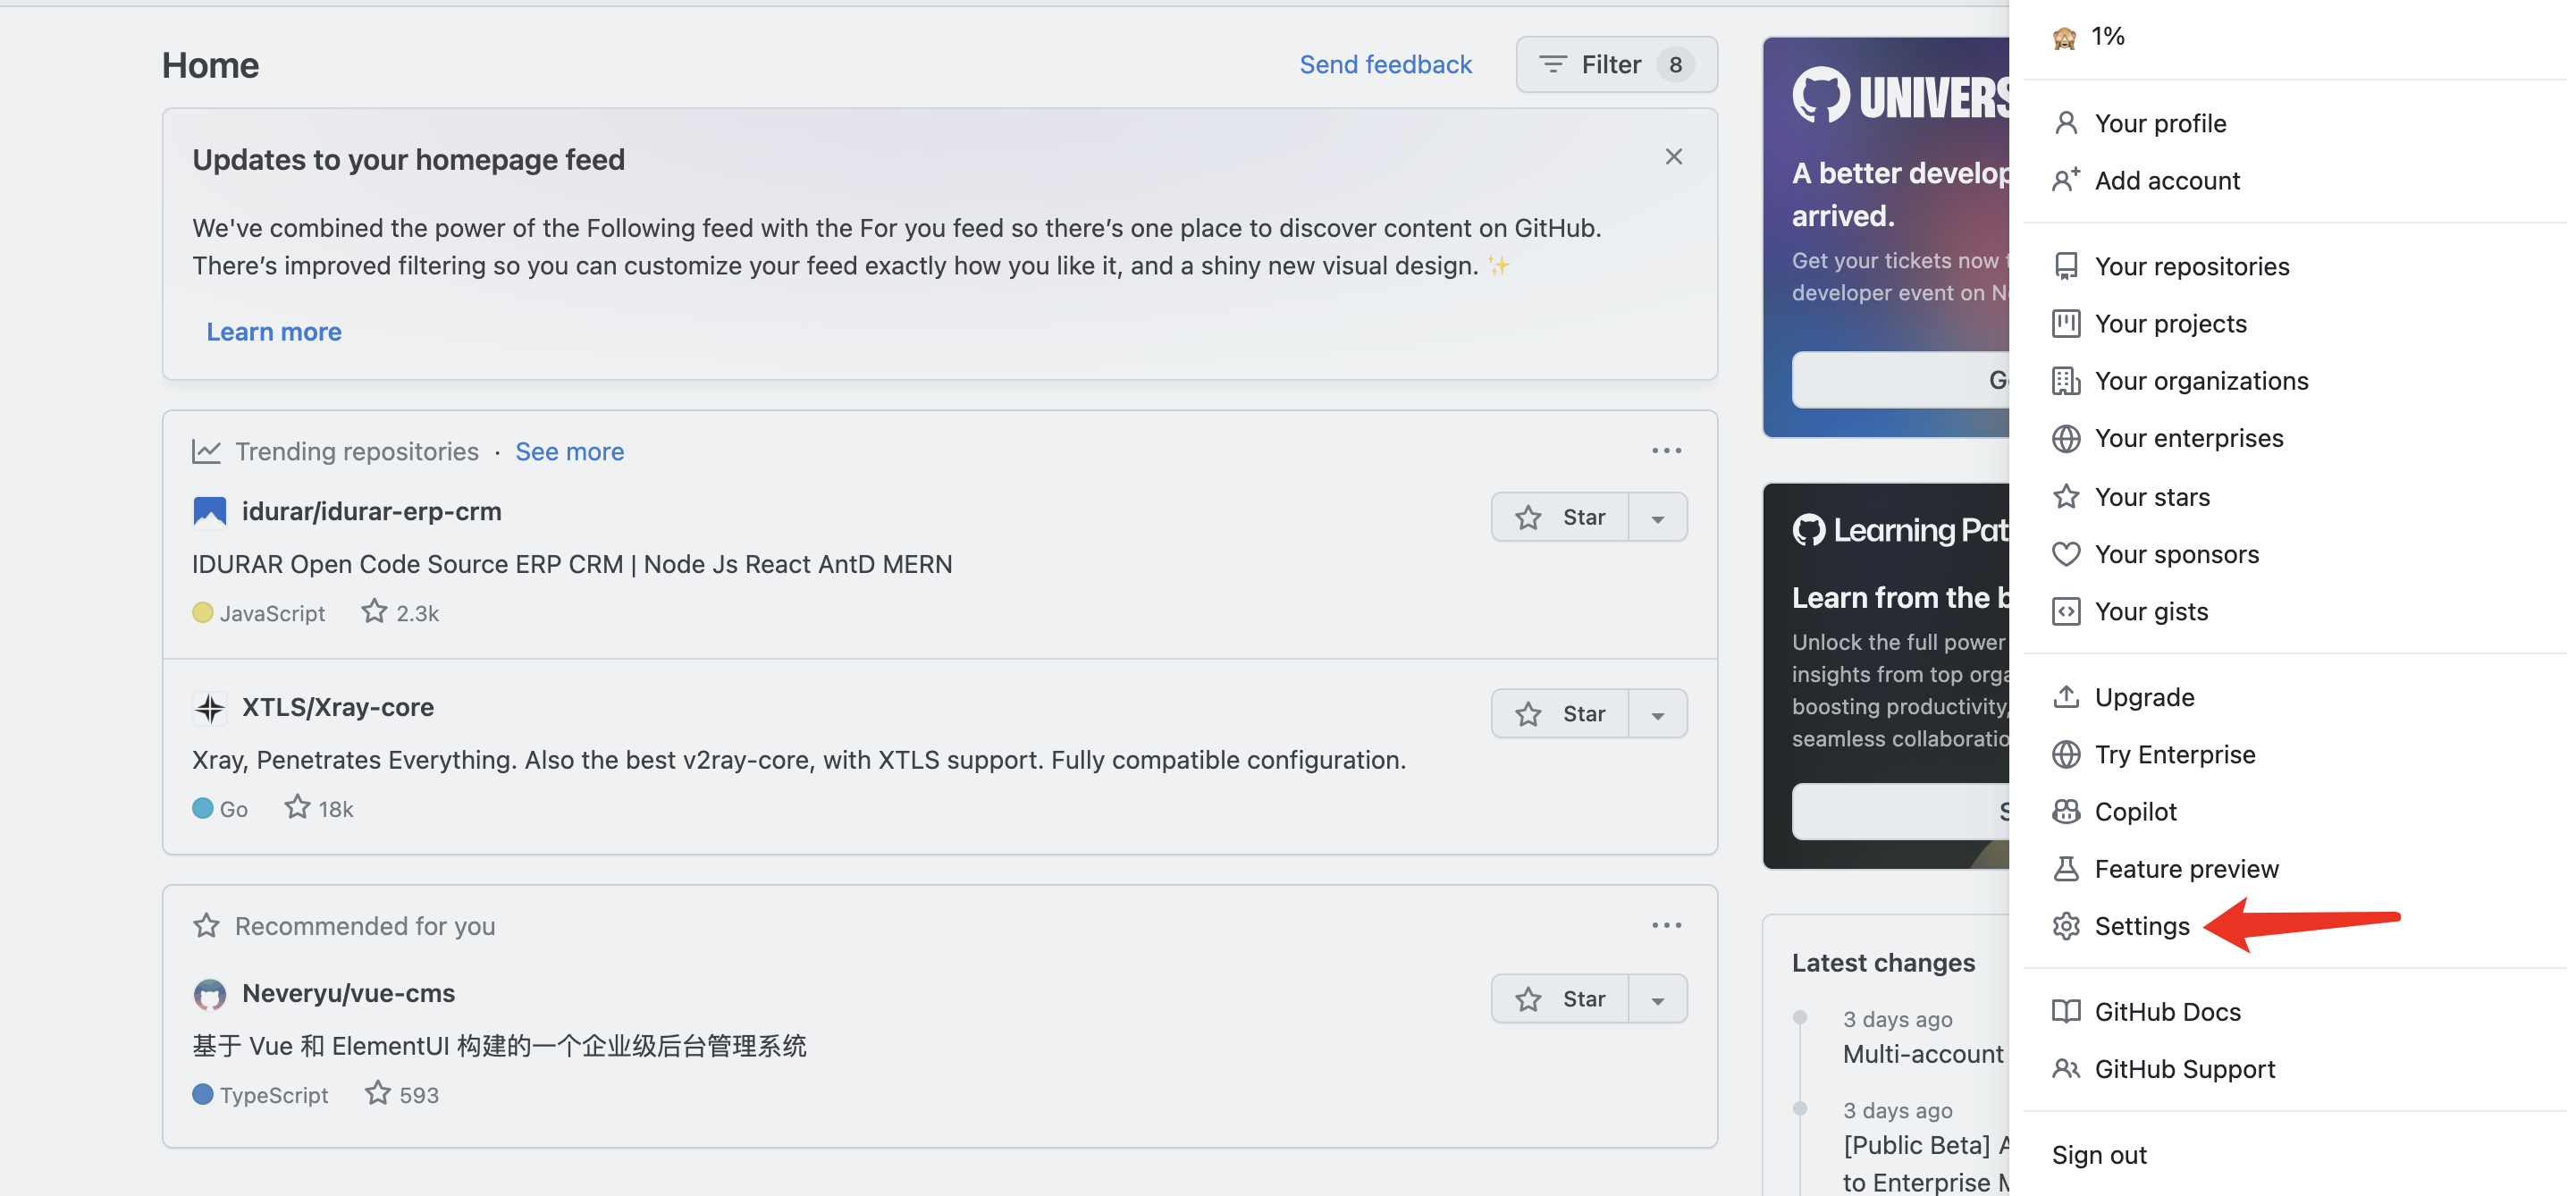 Home
Send feedback
Filter 8
Updates to your homepage feed
We've combined the power of the Following feed with the For you feed so there’s one place to discover content on GitHub.
There’s improved filtering so you can customize your feed exactly how you like it, and a shiny new visual design. ✨
Learn more
Trending repositories · See more
idurar/idurar-erp-crm
Star
IDURAR Open Code Source ERP CRM | Node Js React AntD MERN
JavaScript 2.3k
XTLS/Xray-core
Star
Xray, Penetrates Everything. Also the best v2ray-core, with XTLS support. Fully compatible configuration.
Go 18k
Recommended for you
Neveryu/vue-cms
Star
基于 Vue 和 ElementUI 构建的一个企业级后台管理系统
TypeScript 593
UNIVERS
A better develop
arrived.
Get your tickets now
developer event on
Learning Pat
Learn from the
Unlock the full power
insights from top orga
boosting productivity,
seamless collaboratio
Latest changes
3 days ago
Multi-account
3 days ago
[Public Beta]
to Enterprise
1%
Your profile
Add account
Your repositories
Your projects
Your organizations
Your enterprises
Your stars
Your sponsors
Your gists
Upgrade
Try Enterprise
Copilot
Feature preview
Settings
GitHub Docs
GitHub Support
Sign out